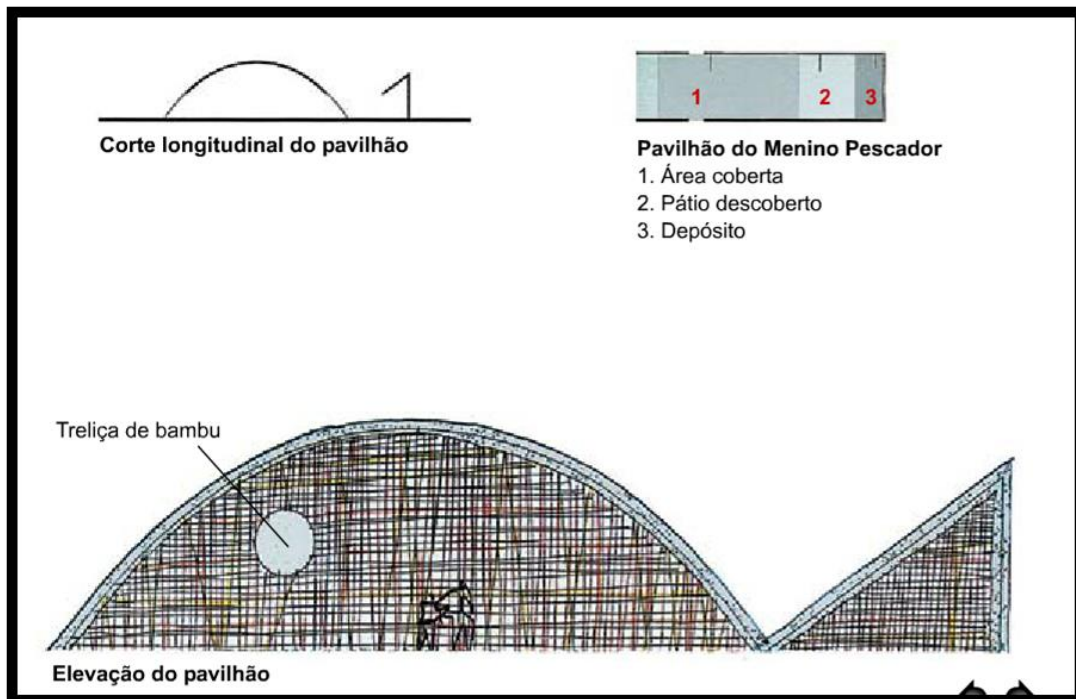 Corte longitudinal do pavilhão
1 2 3
Pavilhão do Menino Pescador
1. Área coberta
2. Pátio descoberto
3. Depósito
Treliça de bambu
Elevação do pavilhão